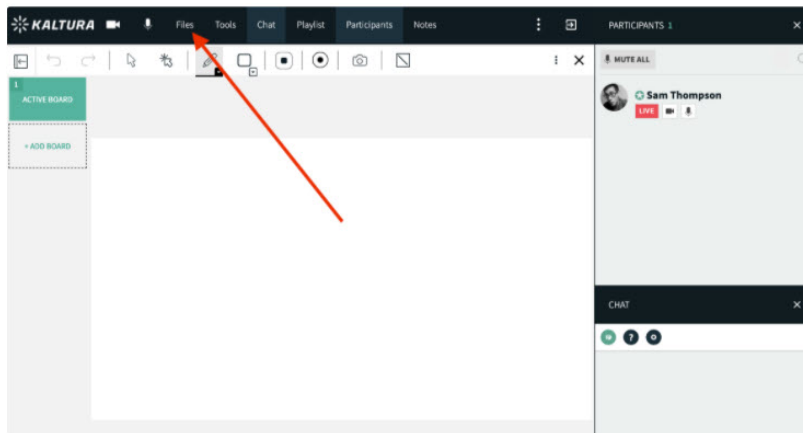 KALTURA Files Tools Chat Playlist Participants Notes
PARTICIPANTS 1
MUTE ALL
1
ACTIVE BOARD
Sam Thompson
LIVE
+ ADD BOARD
CHAT
?